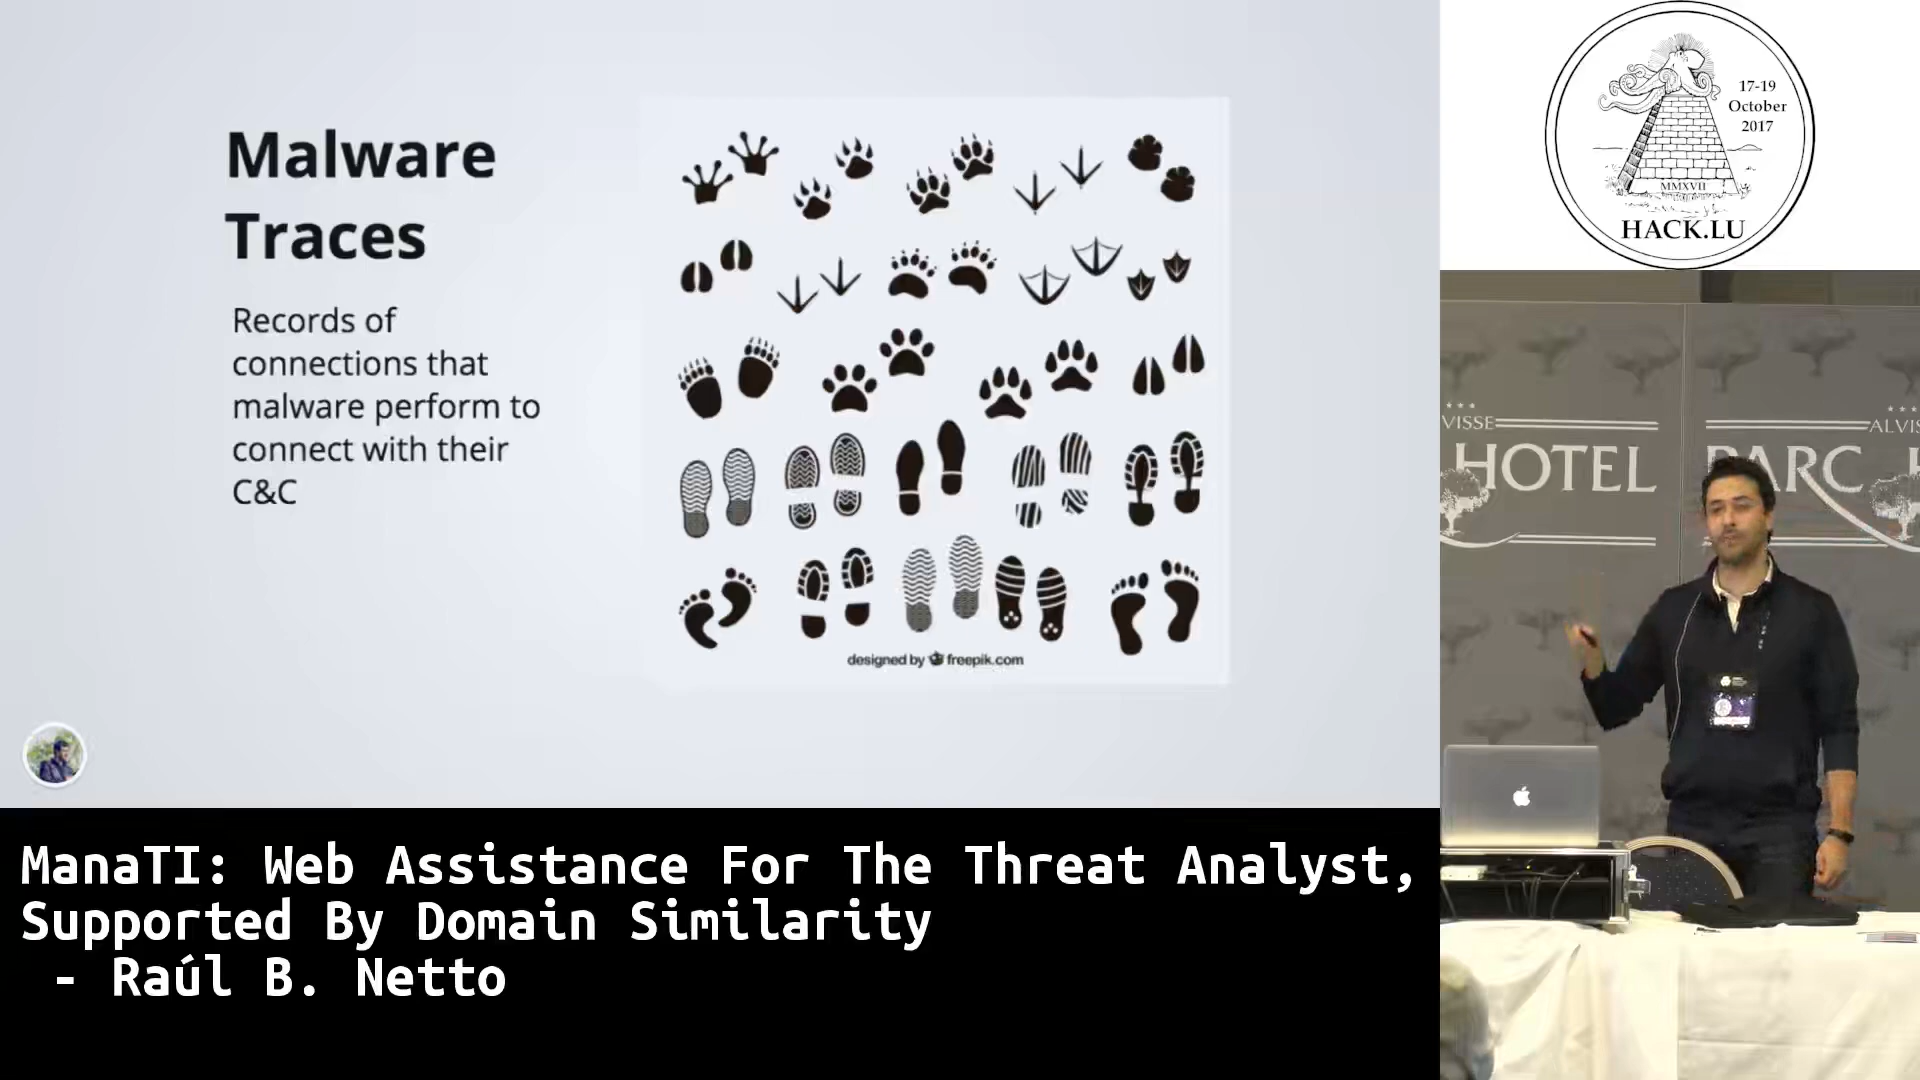 Malware
Traces
Records of
connections that
malware perform to
connect with their
C&C
designed by freepik.com
17-19
October
2017
MMXVII
HACK.LU
VISSE
HOTEL
PARC
ALVIS
ManaTI: Web Assistance For The Threat Analyst,
Supported By Domain Similarity
- Raúl B. Netto